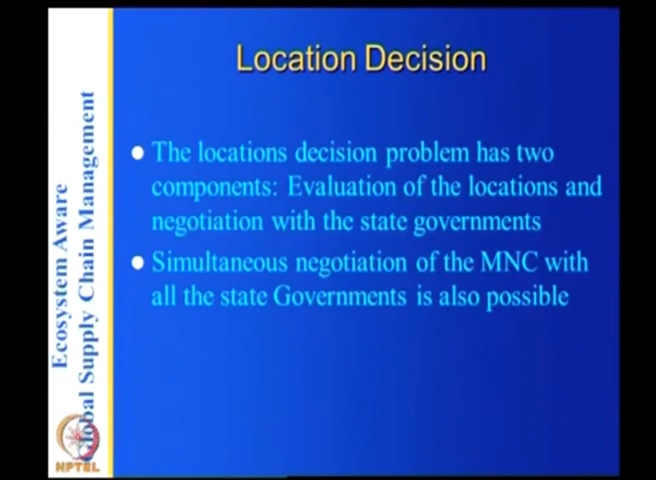 Location Decision
The locations decision problem has two
components: Evaluation of the locations and
negotiation with the state governments
Simultaneous negotiation of the MNC with
all the state Governments is also possible
Ecosystem Aware
Global Supply Chain Management
NPTEL